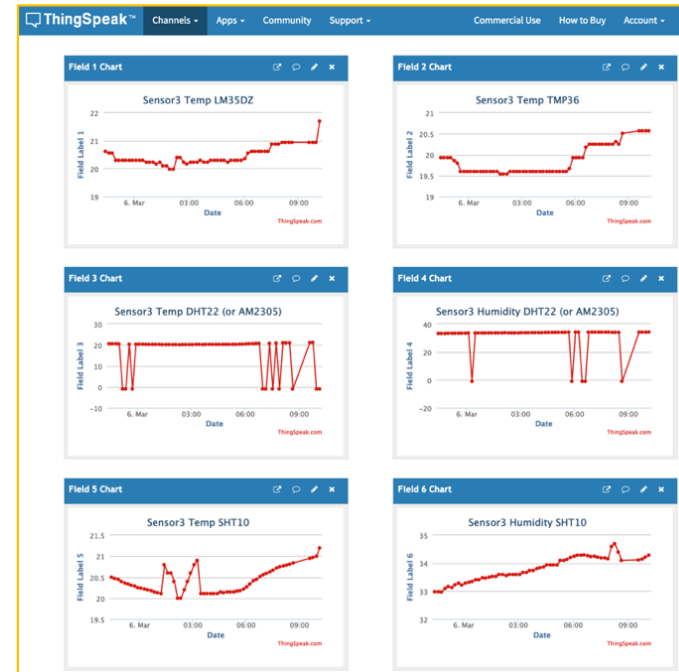 ThingSpeak™ Channels Apps Community Support Commercial Use How to Buy Account
Field 1 Chart
Sensor3 Temp LM35DZ
Field Label 1
22
21
20
19
6. Mar 03:00 06:00 09:00
Date
ThingSpeak.com
Field 2 Chart
Sensor3 Temp TMP36
Field Label 2
21
20.5
20
19.5
19
6. Mar 03:00 06:00 09:00
Date
ThingSpeak.com
Field 3 Chart
Sensor3 Temp DHT22 (or AM2305)
Field Label 3
30
20
10
0
-10
6. Mar 03:00 06:00 09:00
Date
ThingSpeak.com
Field 4 Chart
Sensor3 Humidity DHT22 (or AM2305)
Field Label 4
40
20
0
-20
6. Mar 03:00 06:00 09:00
Date
ThingSpeak.com
Field 5 Chart
Sensor3 Temp SHT10
Field Label 5
21.5
21
20.5
20
19.5
6. Mar 03:00 06:00 09:00
Date
ThingSpeak.com
Field 6 Chart
Sensor3 Humidity SHT10
Field Label 6
35
34
33
32
6. Mar 03:00 06:00 09:00
Date
ThingSpeak.com